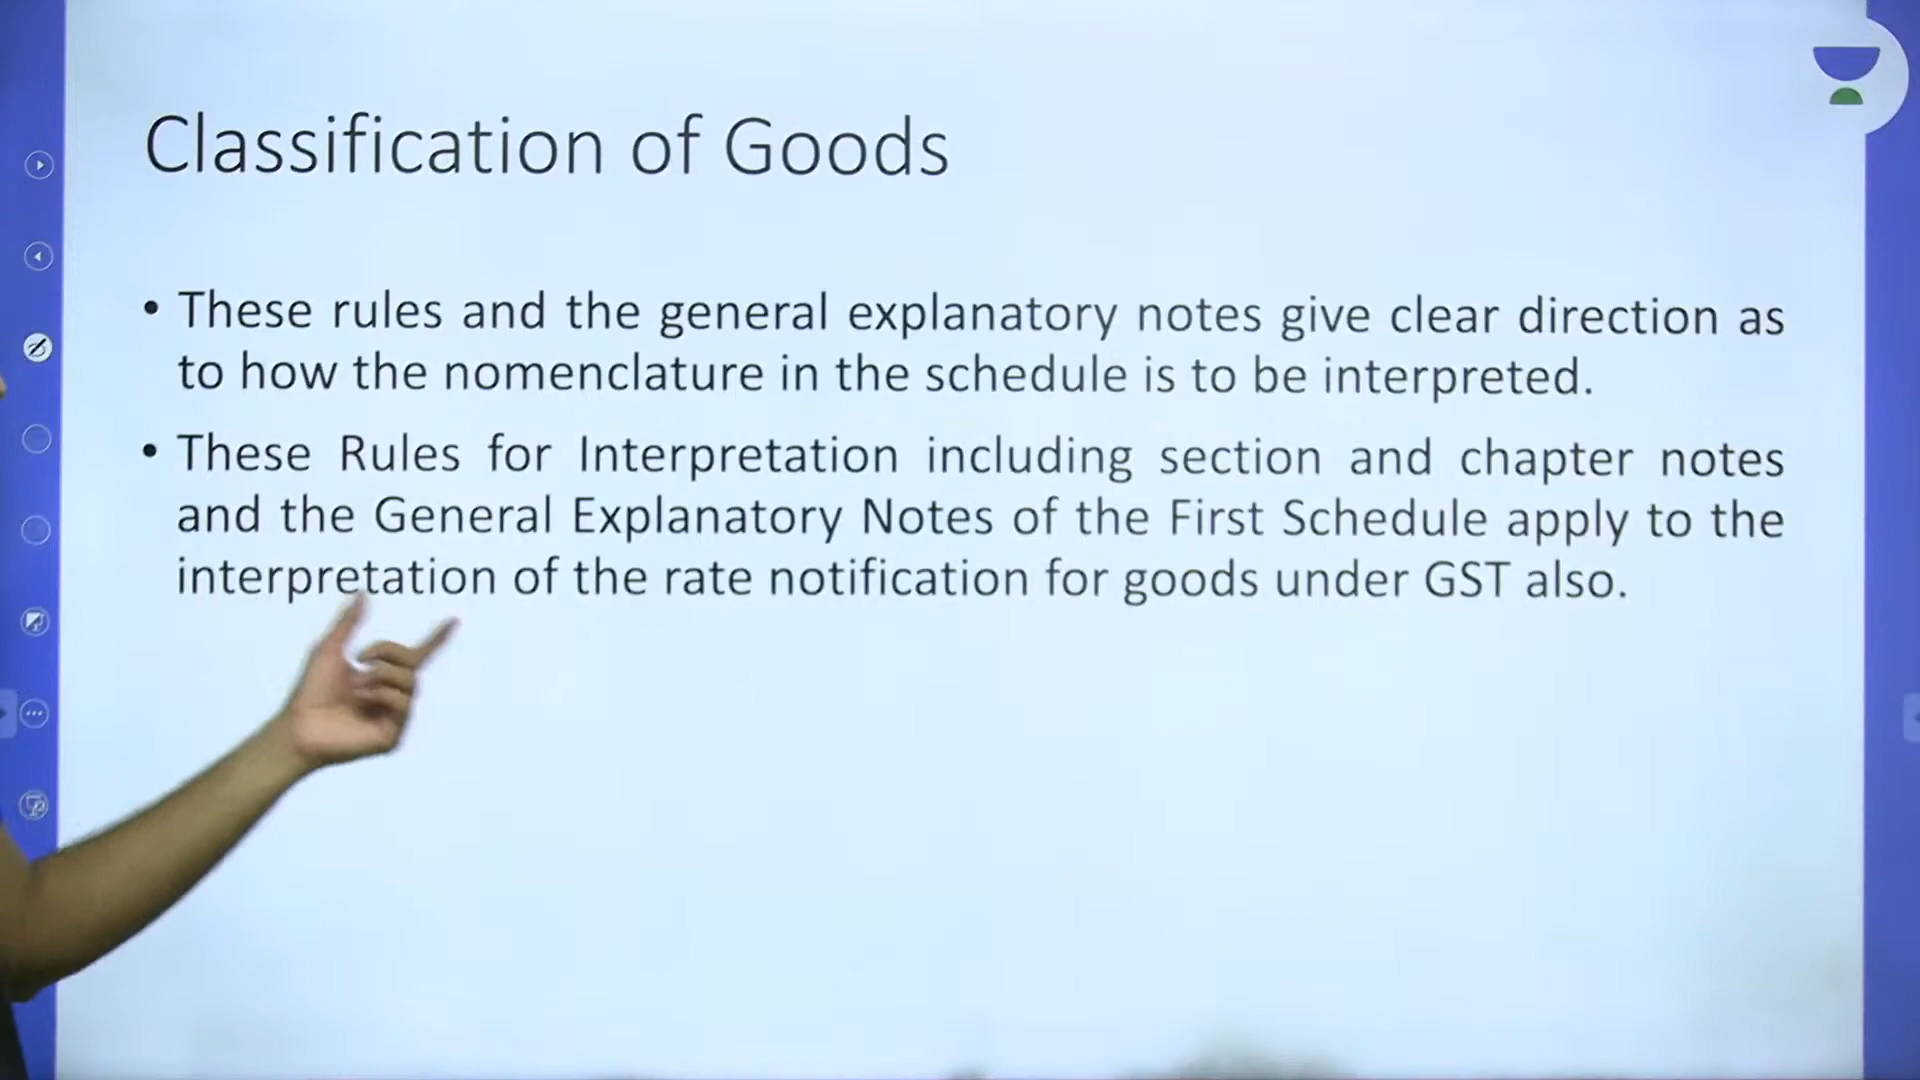 Classification of Goods
• These rules and the general explanatory notes give clear direction as
to how the nomenclature in the schedule is to be interpreted.
• These Rules for Interpretation including section and chapter notes
and the General Explanatory Notes of the First Schedule apply to the
interpretation of the rate notification for goods under GST also.